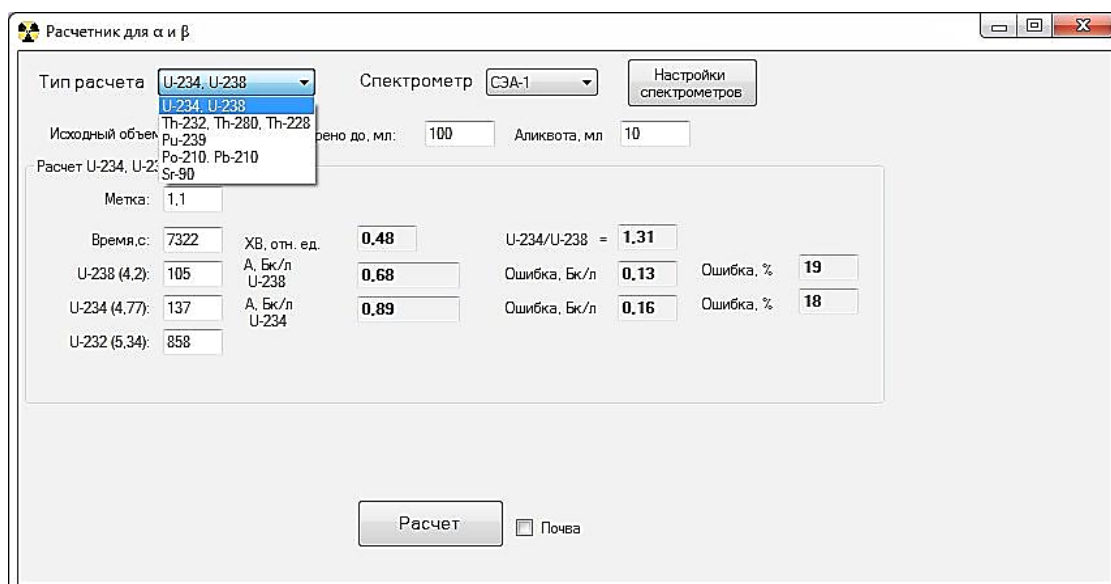 Расчетник для α и β
Тип расчета U-234, U-238 Спектрометр СЭА-1 Настройки спектрометров
U-234, U-238
Th-232, Th-280, Th-228
Pu-239
Po-210. Pb-210
Sr-90
Исходный объем рено до, мл: 100 Аликвота, мл 10
Расчет U-234, U-23
Метка: 1,1
Время,с: 7322 ХВ, отн. ед. 0,48 U-234/U-238 = 1,31
U-238 (4,2): 105 А, Бк/л U-238 0,68 Ошибка, Бк/л 0,13 Ошибка, % 19
U-234 (4,77): 137 А, Бк/л U-234 0,89 Ошибка, Бк/л 0,16 Ошибка, % 18
U-232 (5,34): 858
Расчет Почва